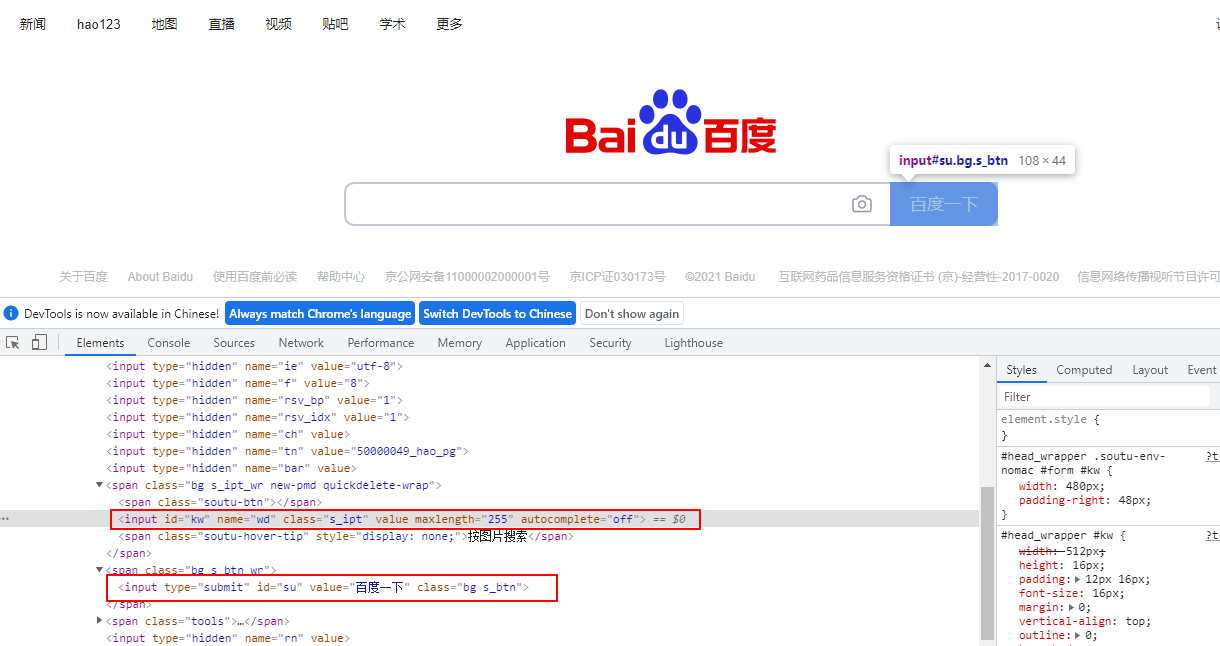 新闻 hao123 地图 直播 视频 贴吧 学术 更多
Bai du 百度
input#su.bg.s_btn 108 × 44
百度一下
关于百度 About Baidu 使用百度前必读 帮助中心 京公网安备11000002000001号 京ICP证030173号 ©2021 Baidu 互联网药品信息服务资格证书 (京)-经营性-2017-0020 信息网络传播视听节目许可
DevTools is now available in Chinese! Always match Chrome's language Switch DevTools to Chinese Don't show again
Elements Console Sources Network Performance Memory Application Security Lighthouse
<input type="hidden" name="ie" value="utf-8">
<input type="hidden" name="f" value="8">
<input type="hidden" name="rsv_bp" value="1">
<input type="hidden" name="rsv_idx" value="1">
<input type="hidden" name="ch" value>
<input type="hidden" name="tn" value="50000049_hao_pg">
<input type="hidden" name="bar" value>
<span class="bg s_ipt_wr new-pmd quickdelete-wrap">
<span class="soutu-btn"></span>
<input id="kw" name="wd" class="s_ipt" value maxlength="255" autocomplete="off"> == $0
<span class="soutu-hover-tip" style="display: none;">按图片搜索</span>
</span>
<span class="bg s_btn_wr">
<input type="submit" id="su" value="百度一下" class="bg s_btn">
</span>
<span class="tools">…</span>
<input type="hidden" name="rn" value>
Styles Computed Layout Event
Filter
element.style {
}
#head_wrapper .soutu-env-
nomac #form #kw {
width: 480px;
padding-right: 48px;
}
#head_wrapper #kw {
width: 512px;
height: 16px;
padding: 12px 16px;
font-size: 16px;
margin: 0;
vertical-align: top;
outline: 0;